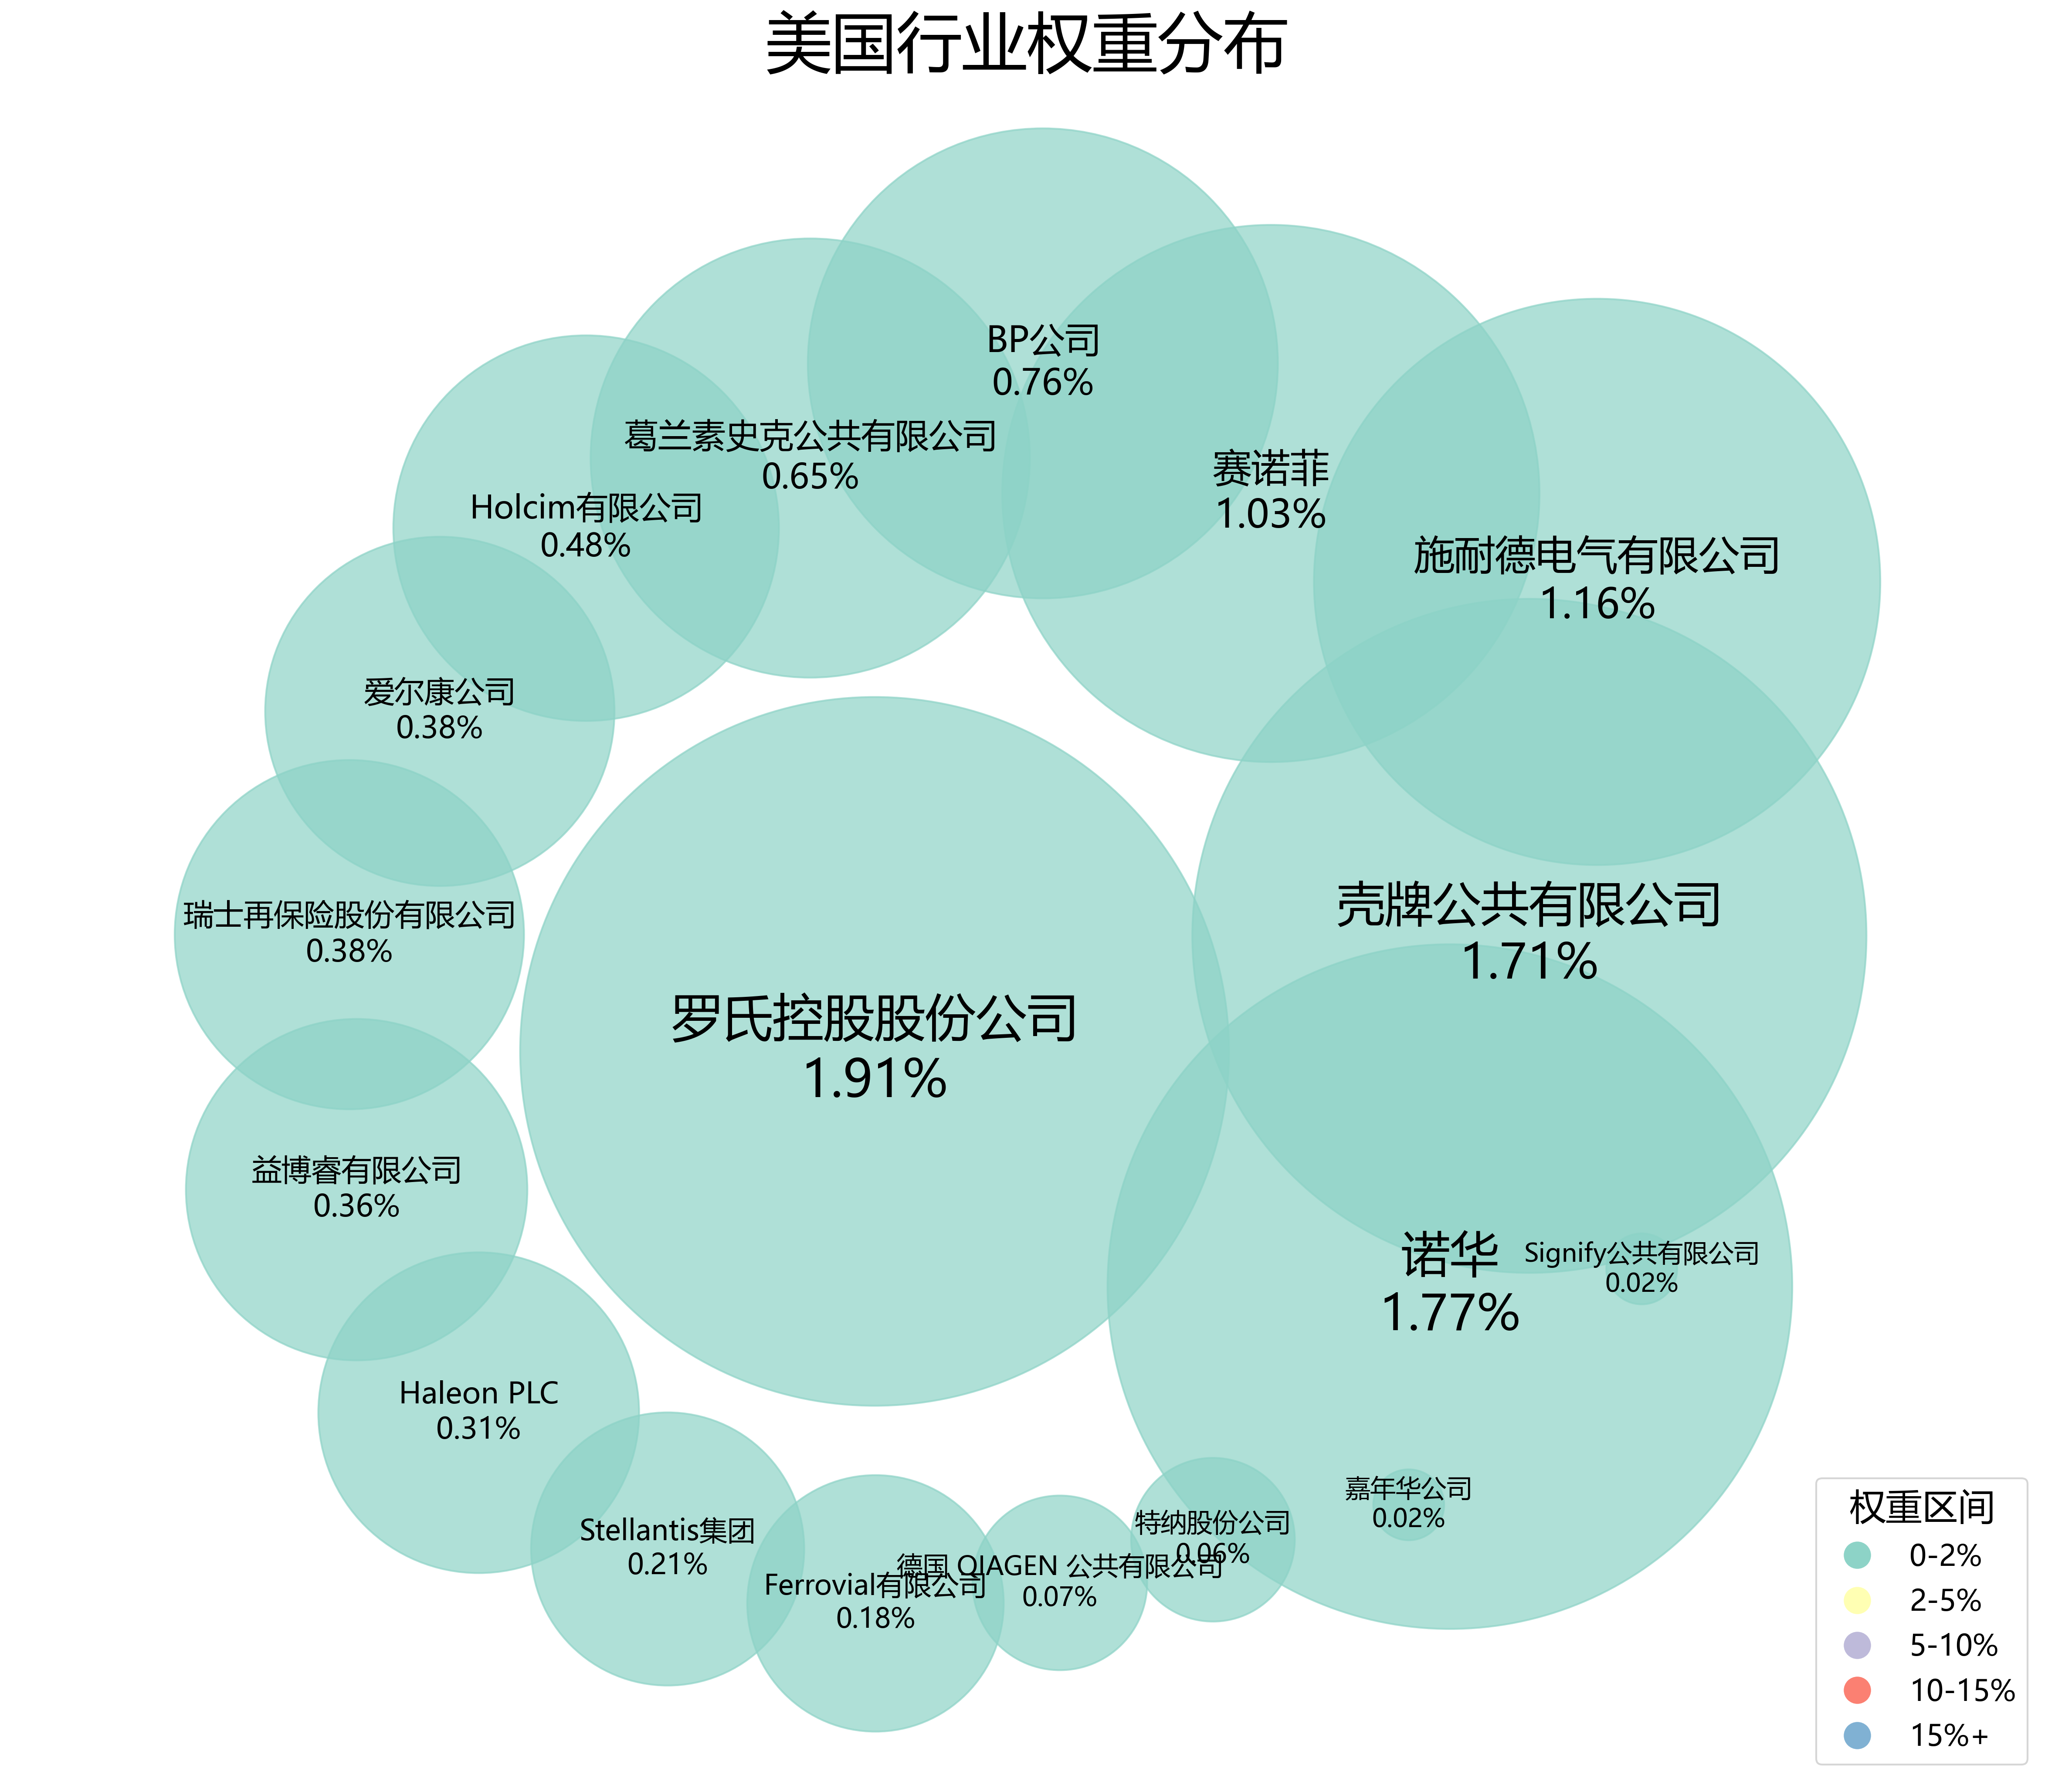 美国行业权重分布
BP公司
0.76%
葛兰素史克公共有限公司
0.65%
赛诺菲
1.03%
Holcim有限公司
0.48%
施耐德电气有限公司
1.16%
爱尔康公司
0.38%
瑞士再保险股份有限公司
0.38%
壳牌公共有限公司
1.71%
罗氏控股股份公司
1.91%
益博睿有限公司
0.36%
诺华
1.77%
Signify公共有限公司
0.02%
Haleon PLC
0.31%
嘉年华公司
0.02%
Stellantis集团
0.21%
特纳股份公司
0.06%
德国 QIAGEN 公共有限公司
0.07%
Ferrovial有限公司
0.18%
权重区间
0-2%
2-5%
5-10%
10-15%
15%+